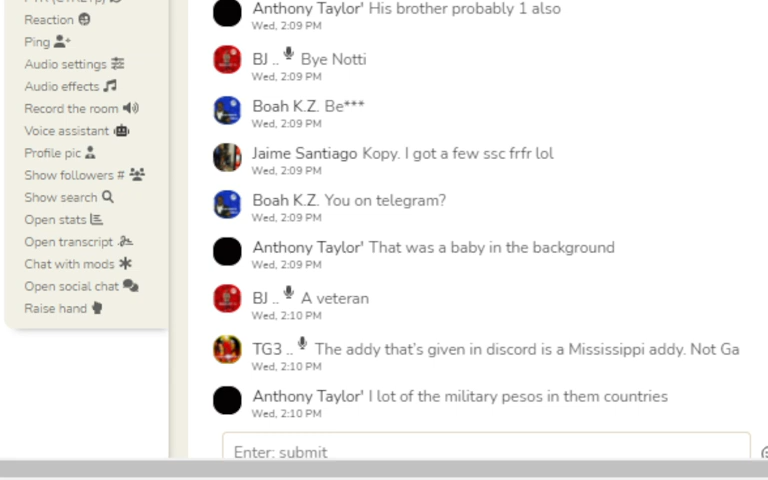 Reaction
Ping
Audio settings
Audio effects
Record the room
Voice assistant
Profile pic
Show followers #
Show search
Open stats
Open transcript
Chat with mods
Open social chat
Raise hand
Anthony Taylor' His brother probably 1 also
Wed, 2:09 PM
BJ .. Bye Notti
Wed, 2:09 PM
Boah K.Z. Be***
Wed, 2:09 PM
Jaime Santiago Kopy. I got a few ssc frfr lol
Wed, 2:09 PM
Boah K.Z. You on telegram?
Wed, 2:09 PM
Anthony Taylor' That was a baby in the background
Wed, 2:09 PM
BJ .. A veteran
Wed, 2:10 PM
TG3 .. The addy that's given in discord is a Mississippi addy. Not Ga
Wed, 2:10 PM
Anthony Taylor' I lot of the military pesos in them countries
Wed, 2:10 PM
Enter: submit